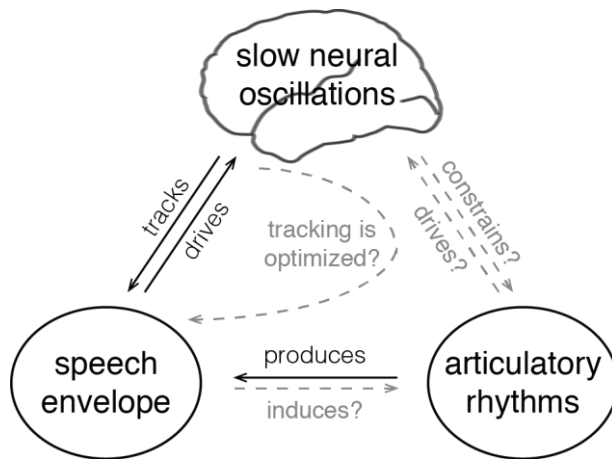 slow neural
oscillations
tracks
drives
tracking is
optimized?
constrains?
drives?
speech
envelope
produces
induces?
articulatory
rhythms